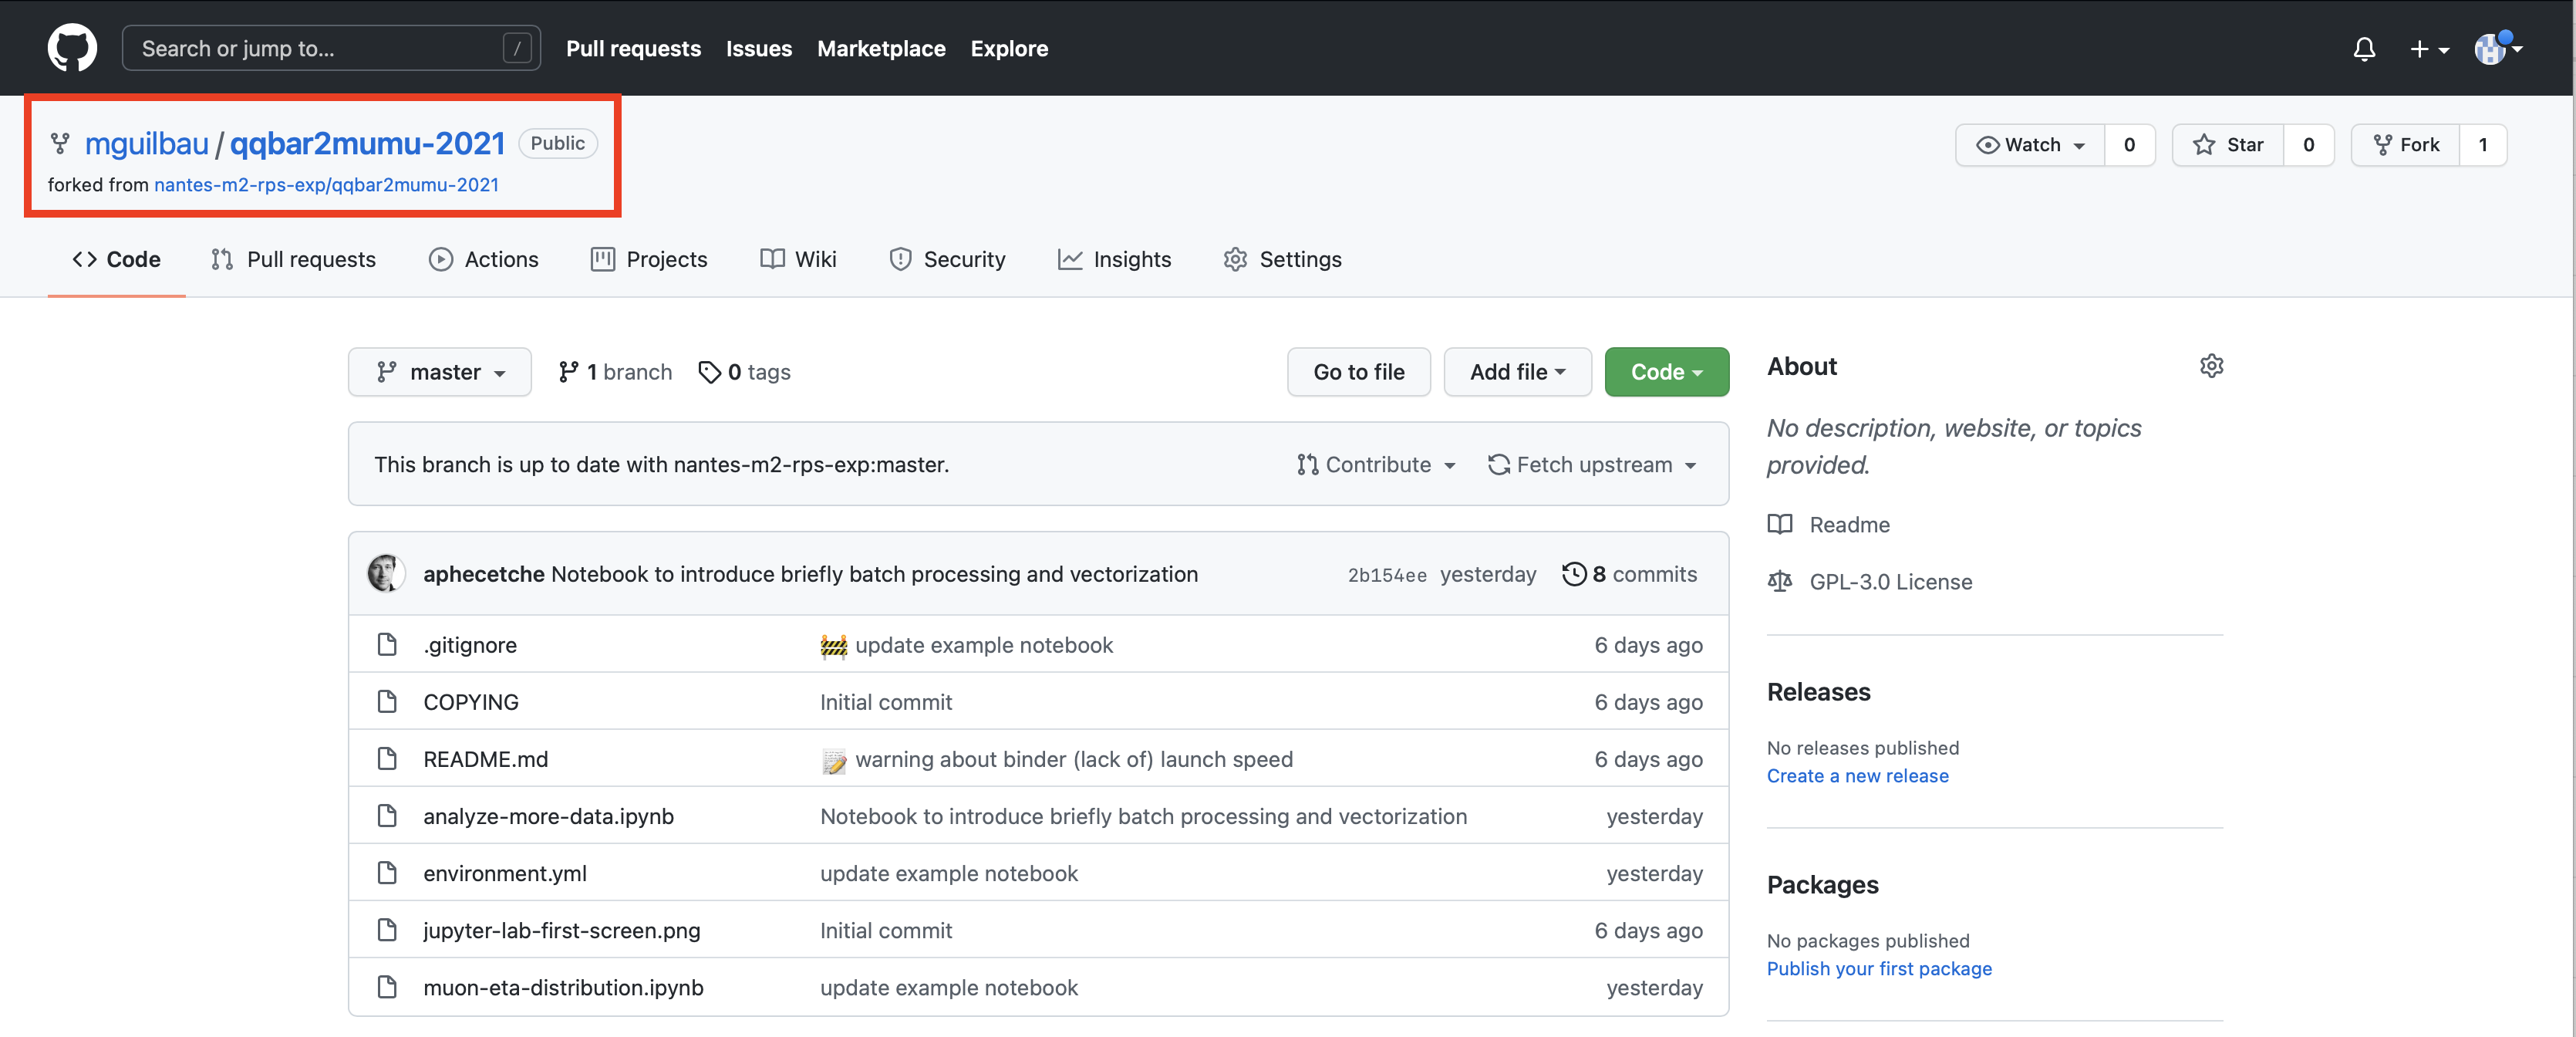 Search or jump to... / Pull requests Issues Marketplace Explore
mguilbau / qqbar2mumu-2021 Public
forked from nantes-m2-rps-exp/qqbar2mumu-2021
Watch 0 Star 0 Fork 1
Code Pull requests Actions Projects Wiki Security Insights Settings
master 1 branch 0 tags Go to file Add file Code
This branch is up to date with nantes-m2-rps-exp:master. Contribute Fetch upstream
aphecetche Notebook to introduce briefly batch processing and vectorization 2b154ee yesterday 8 commits
.gitignore 🚧 update example notebook 6 days ago
COPYING Initial commit 6 days ago
README.md 📝 warning about binder (lack of) launch speed 6 days ago
analyze-more-data.ipynb Notebook to introduce briefly batch processing and vectorization yesterday
environment.yml update example notebook yesterday
jupyter-lab-first-screen.png Initial commit 6 days ago
muon-eta-distribution.ipynb update example notebook yesterday
About
No description, website, or topics
provided.
Readme
GPL-3.0 License
Releases
No releases published
Create a new release
Packages
No packages published
Publish your first package